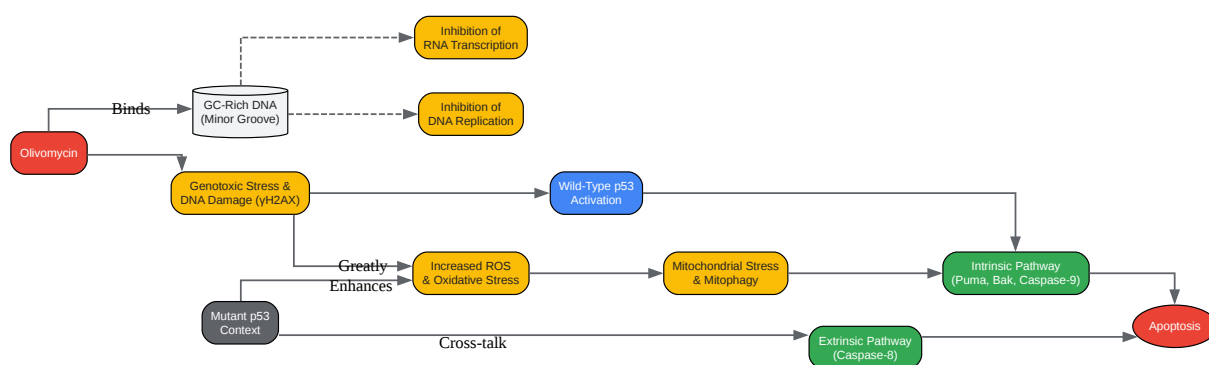 Inhibition of
RNA Transcription
Binds
GC-Rich DNA
(Minor Groove)
Inhibition of
DNA Replication
Olivomycin
Genotoxic Stress &
DNA Damage (γH2AX)
Wild-Type p53
Activation
Greatly
Enhances
Increased ROS
& Oxidative Stress
Mitochondrial Stress
& Mitophagy
Intrinsic Pathway
(Puma, Bak, Caspase-9)
Mutant p53
Context
Cross-talk
Extrinsic Pathway
(Caspase-8)
Apoptosis